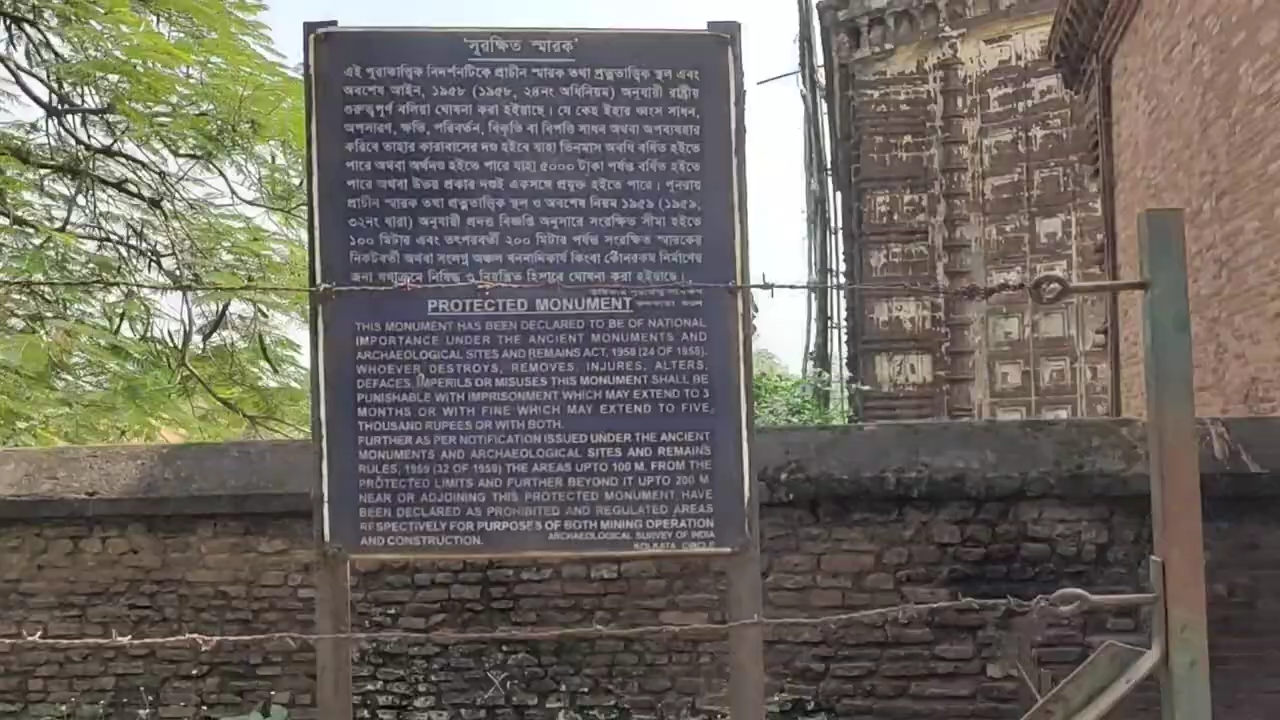 'সুরক্ষিত স্মারক'
এই পুরাতাত্ত্বিক নিদর্শনটিকে প্রাচীন স্মারক তথা প্রত্নতাত্ত্বিক স্থল এবং
অবশেষ আইন, ১৯৫৮ (১৯৫৮, ২৪নং অধিনিয়ম) অনুযায়ী রাষ্ট্রীয়
গুরুত্বপূর্ণ বলিয়া ঘোষনা করা হইয়াছে। যে কেহ ইহার ধ্বংস সাধন,
অপসারণ, ক্ষতি, পরিবর্তন, বিকৃতি বা বিপত্তি সাধন অথবা অপব্যবহার
করিবে তাহার কারাবাসের দণ্ড হইবে যাহা তিনমাস অবধি বর্ধিত হইতে
পারে অথবা অর্থদণ্ড হইতে পারে যাহা ৫০০০ টাকা পর্যন্ত বর্ধিত হইতে
পারে অথবা উভয় প্রকার দণ্ডই একসঙ্গে প্রযুক্ত হইতে পারে। পুনরায়
প্রাচীন স্মারক তথা প্রত্নতাত্ত্বিক স্থল ও অবশেষ নিয়ম ১৯৫৯ (১৯৫৯,
৩২নং ধারা) অনুযায়ী প্রদত্ত বিজ্ঞপ্তি অনুসারে সংরক্ষিত সীমা হইতে
১০০ মিটার এবং তৎপরবর্তী ২০০ মিটার পর্যন্ত সংরক্ষিত স্মারকের
নিকটবর্তী অথবা সংলগ্ন অঞ্চল খননাদিকার্য কিংবা কোনরকম নির্মাণের
জন্য যথাক্রমে নিষিদ্ধ ও নিয়ন্ত্রিত হিসাবে ঘোষনা করা হইয়াছে।
PROTECTED MONUMENT
THIS MONUMENT HAS BEEN DECLARED TO BE OF NATIONAL
IMPORTANCE UNDER THE ANCIENT MONUMENTS AND
ARCHAEOLOGICAL SITES AND REMAINS ACT, 1958 (24 OF 1958).
WHOEVER DESTROYS, REMOVES, INJURES, ALTERS,
DEFACES, IMPERILS OR MISUSES THIS MONUMENT SHALL BE
PUNISHABLE WITH IMPRISONMENT WHICH MAY EXTEND TO 3
MONTHS OR WITH FINE WHICH MAY EXTEND TO FIVE,
THOUSAND RUPEES OR WITH BOTH.
FURTHER AS PER NOTIFICATION ISSUED UNDER THE ANCIENT
MONUMENTS AND ARCHAEOLOGICAL SITES AND REMAINS
RULES, 1959 (32 OF 1959) THE AREAS UPTO 100 M. FROM THE
PROTECTED LIMITS AND FURTHER BEYOND IT UPTO 200 M
NEAR OR ADJOINING THIS PROTECTED MONUMENT HAVE
BEEN DECLARED AS PROHIBITED AND REGULATED AREAS
RESPECTIVELY FOR PURPOSES OF BOTH MINING OPERATION
AND CONSTRUCTION.
ARCHAEOLOGICAL SURVEY OF INDIA
KOLKATA CIRCLE